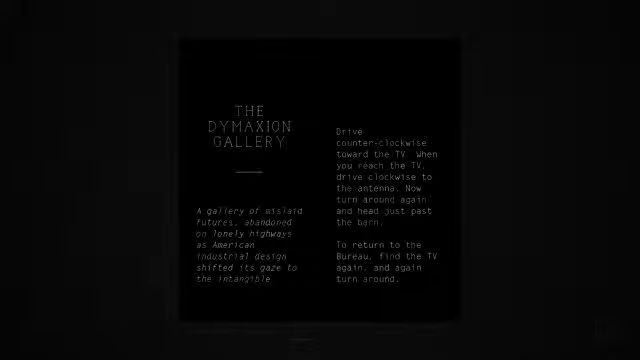 THE
DYMAXION
GALLERY
A gallery of mislaid
futures, abandoned
on lonely highways
as American
industrial design
shifted its gaze to
the intangible
Drive
counter-clockwise
toward the TV. When
you reach the TV,
drive clockwise to
the antenna. Now
turn around again
and head just past
the barn.
To return to the
Bureau, find the TV
again, and again
turn around.